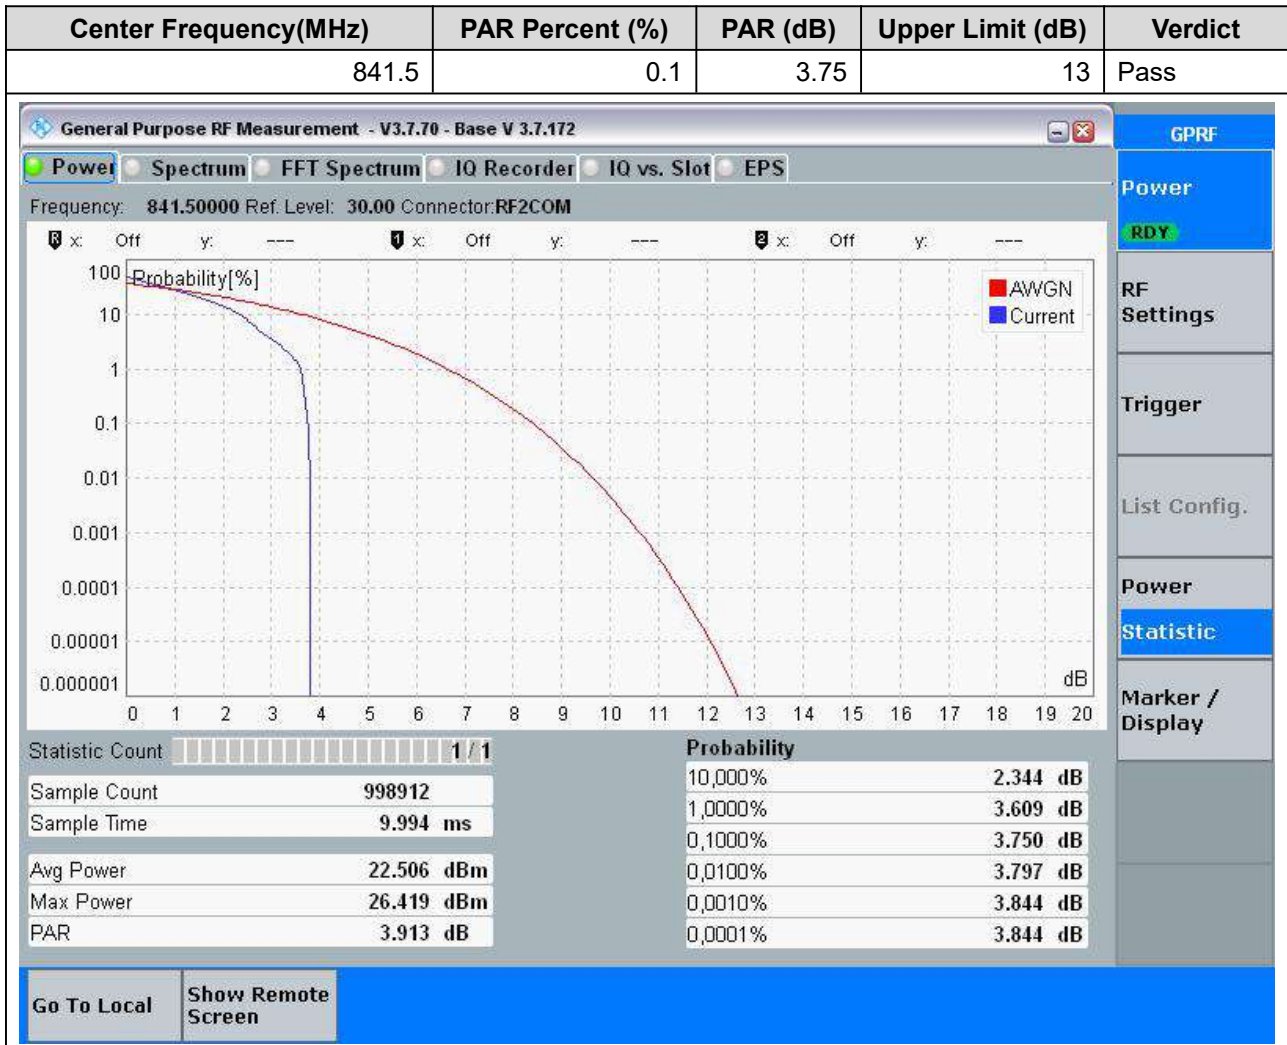 Center Frequency(MHz) PAR Percent (%) PAR (dB) Upper Limit (dB) Verdict
841.5 0.1 3.75 13 Pass
General Purpose RF Measurement - V3.7.70 - Base V 3.7.172
GPRF
Power Spectrum FFT Spectrum IQ Recorder IQ vs. Slot EPS
Power
RDY
Frequency: 841.50000 Ref. Level: 30.00 Connector:RF2COM
R x: Off y: --- 1 x: Off y: --- 2 x: Off y: ---
Probability[%]
100
10
1
0.1
0.01
0.001
0.0001
0.00001
0.000001
AWGN
Current
dB
0 1 2 3 4 5 6 7 8 9 10 11 12 13 14 15 16 17 18 19 20
RF
Settings
Trigger
List Config.
Power
Statistic
Marker /
Display
Statistic Count 1 / 1
Sample Count 998912
Sample Time 9.994 ms
Avg Power 22.506 dBm
Max Power 26.419 dBm
PAR 3.913 dB
Probability
10,000% 2.344 dB
1,0000% 3.609 dB
0,1000% 3.750 dB
0,0100% 3.797 dB
0,0010% 3.844 dB
0,0001% 3.844 dB
Go To Local
Show Remote
Screen